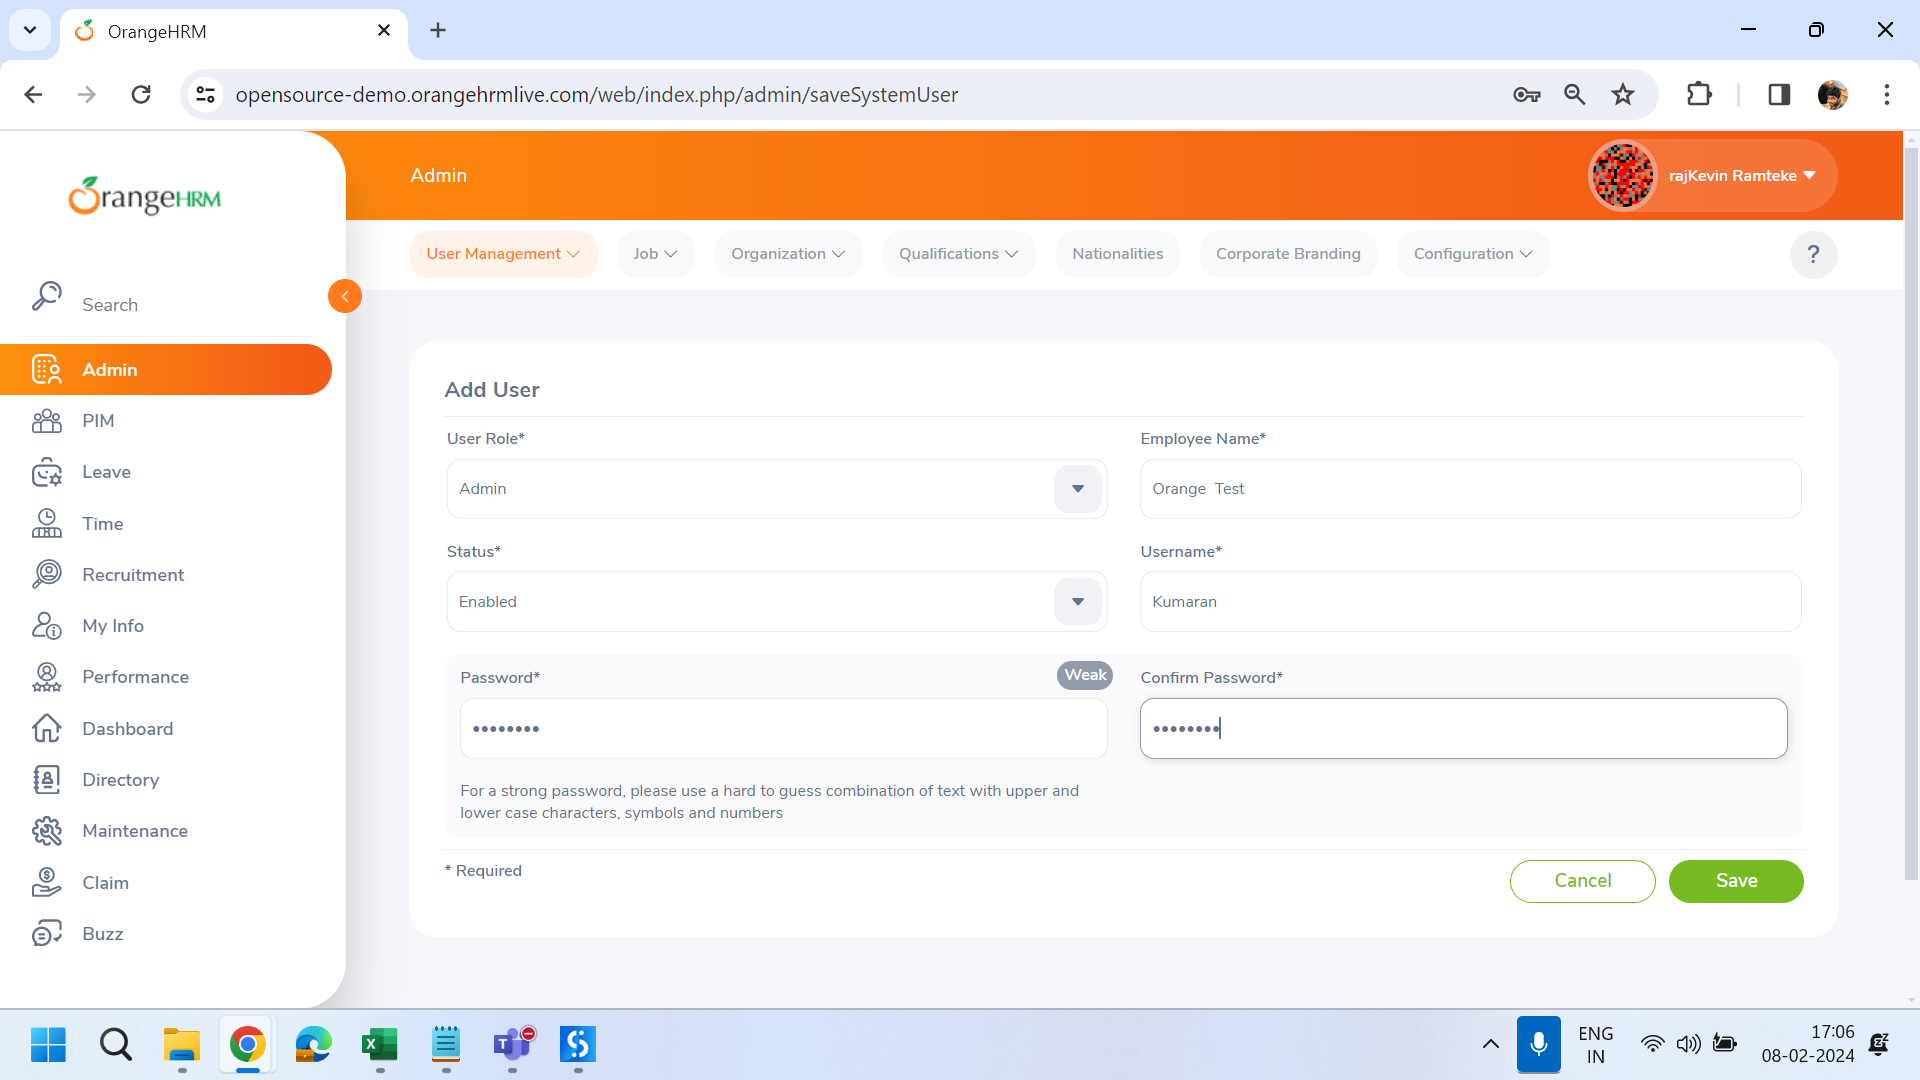 OrangeHRM
opensource-demo.orangehrmlive.com/web/index.php/admin/saveSystemUser
OrangeHRM
Admin
rajKevin Ramteke
User Management
Job
Organization
Qualifications
Nationalities
Corporate Branding
Configuration
?
Search
Admin
PIM
Leave
Time
Recruitment
My Info
Performance
Dashboard
Directory
Maintenance
Claim
Buzz
Add User
User Role*
Employee Name*
Admin
Orange  Test
Status*
Username*
Enabled
Kumaran
Password*
Weak
Confirm Password*
••••••••
••••••••
For a strong password, please use a hard to guess combination of text with upper and
lower case characters, symbols and numbers
* Required
Cancel
Save
ENG
IN
17:06
08-02-2024